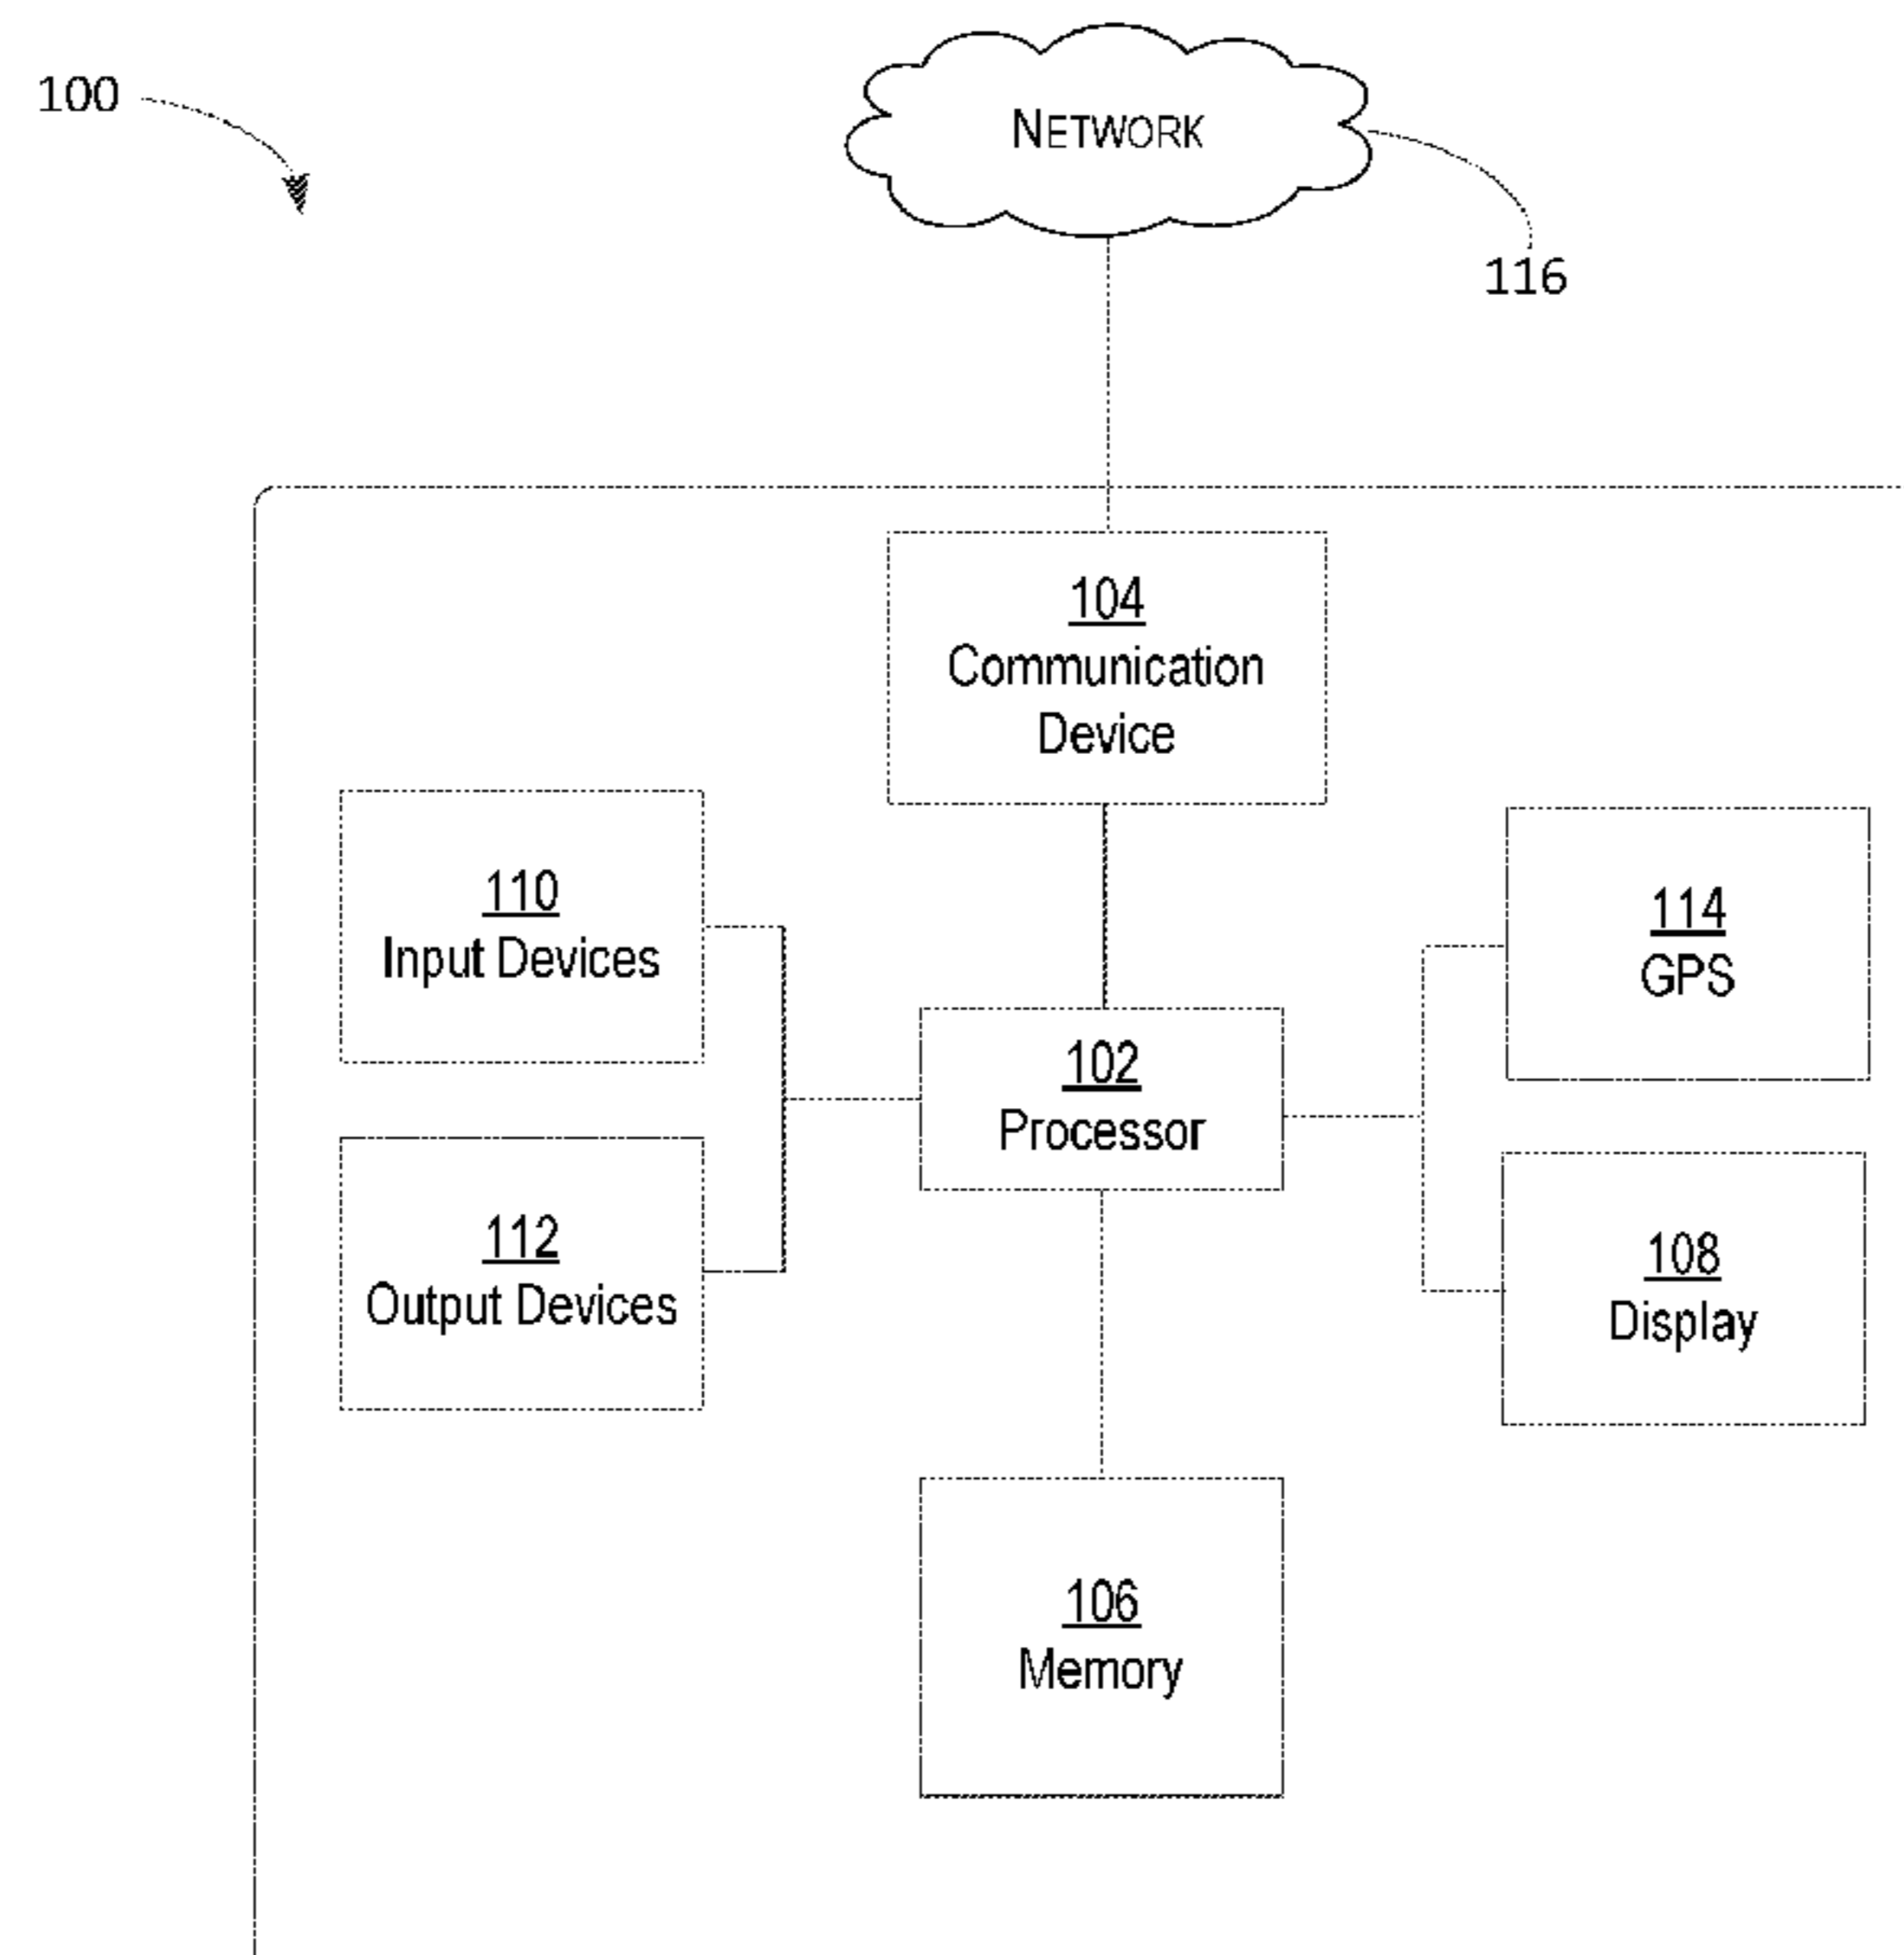 100
NETWORK
116
104
Communication
Device
110
Input Devices
114
GPS
102
Processor
112
Output Devices
108
Display
106
Memory